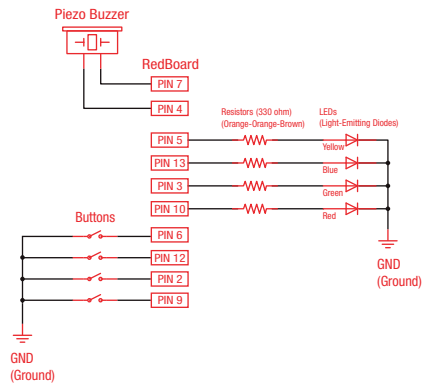 Piezo Buzzer
RedBoard
PIN 7
PIN 4
Resistors (330 ohm)
(Orange-Orange-Brown)
LEDs
(Light-Emitting Diodes)
PIN 5
Yellow
PIN 13
Blue
PIN 3
Green
PIN 10
Red
Buttons
PIN 6
PIN 12
PIN 2
PIN 9
GND
(Ground)
GND
(Ground)